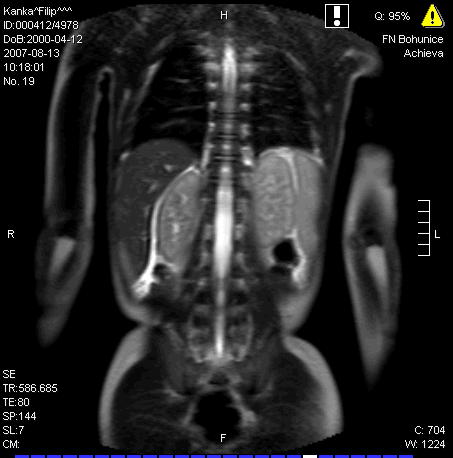 Kanka^Filip^^^
ID:000412/4978
DoB:2000-04-12
2007-08-13
10:18:01
No. 19
H
!
Q: 95%
!
FN Bohunice
Achieva
R
L
SE
TR:586.685
TE:80
SP:144
SL:7
CM:
F
C: 704
W: 1224